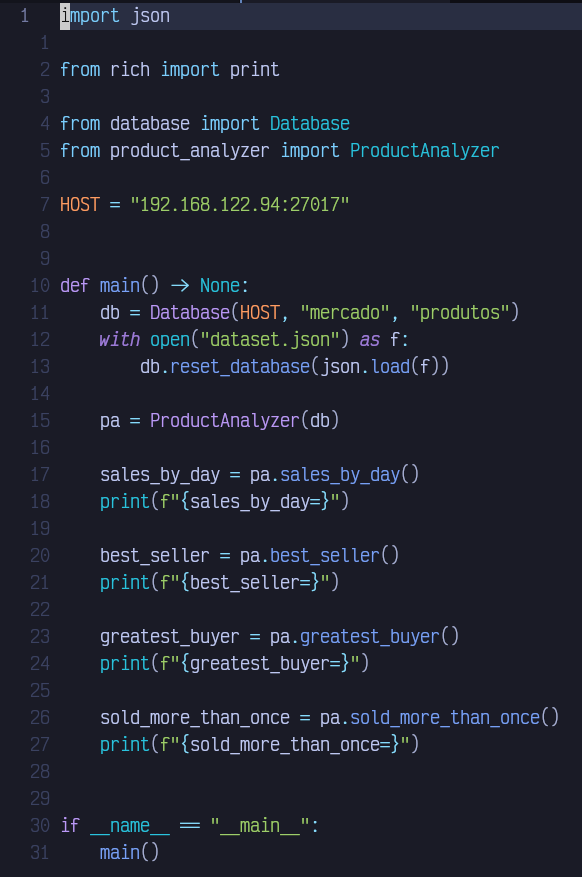 1 import json
1
2 from rich import print
3
4 from database import Database
5 from product_analyzer import ProductAnalyzer
6
7 HOST = "192.168.122.94:27017"
8
9
10 def main() -> None:
11     db = Database(HOST, "mercado", "produtos")
12     with open("dataset.json") as f:
13         db.reset_database(json.load(f))
14
15     pa = ProductAnalyzer(db)
16
17     sales_by_day = pa.sales_by_day()
18     print(f"{sales_by_day=}")
19
20     best_seller = pa.best_seller()
21     print(f"{best_seller=}")
22
23     greatest_buyer = pa.greatest_buyer()
24     print(f"{greatest_buyer=}")
25
26     sold_more_than_once = pa.sold_more_than_once()
27     print(f"{sold_more_than_once=}")
28
29
30 if __name__ == "__main__":
31     main()